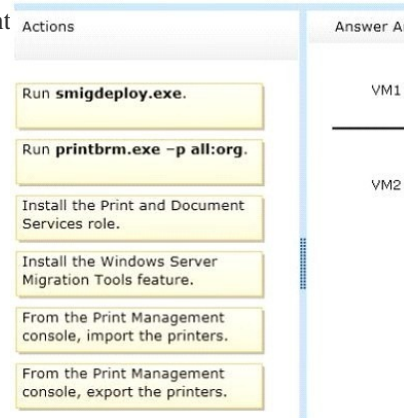 Actions
Answer
VM1
VM2
Run smigdeploy.exe.
Run printbrm.exe –p all:org.
Install the Print and Document
Services role.
Install the Windows Server
Migration Tools feature.
From the Print Management
console, import the printers.
From the Print Management
console, export the printers.